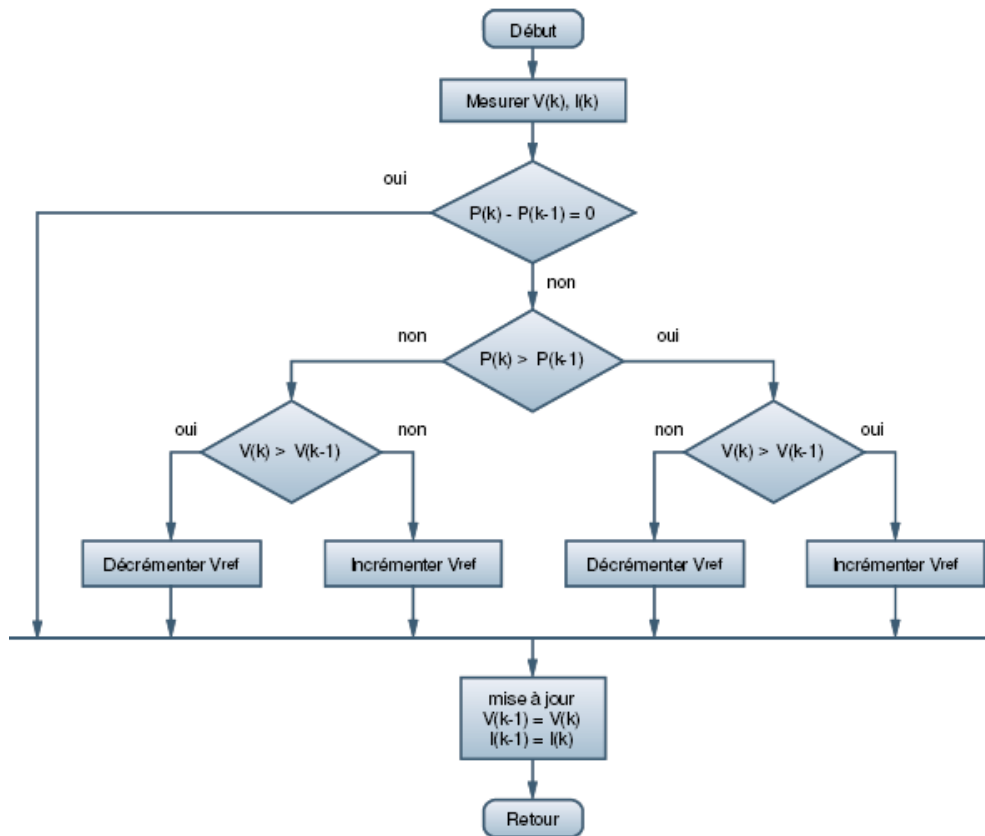 Début
Mesurer V(k), I(k)
oui
P(k) - P(k-1) = 0
non
non
P(k) > P(k-1)
oui
oui
V(k) > V(k-1)
non
non
V(k) > V(k-1)
oui
Décrémenter Vref
Incrémenter Vref
Décrémenter Vref
Incrémenter Vref
mise à jour
V(k-1) = V(k)
I(k-1) = I(k)
Retour